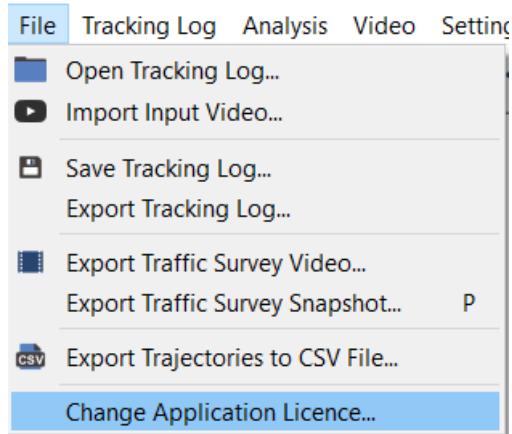 File Tracking Log Analysis Video Setting
Open Tracking Log...
Import Input Video...
Save Tracking Log...
Export Tracking Log...
Export Traffic Survey Video...
Export Traffic Survey Snapshot... P
CSV Export Trajectories to CSV File...
Change Application Licence...